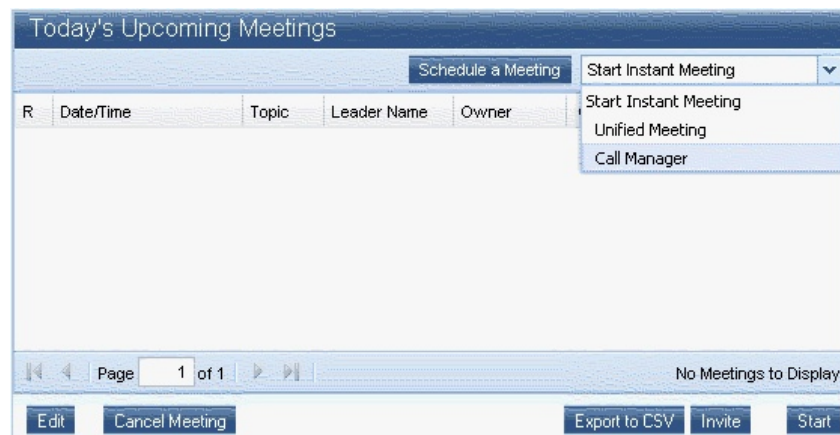 Today's Upcoming Meetings
Schedule a Meeting Start Instant Meeting
R Date/Time Topic Leader Name Owner
Start Instant Meeting
Unified Meeting
Call Manager
Page 1 of 1 No Meetings to Display
Edit Cancel Meeting Export to CSV Invite Start